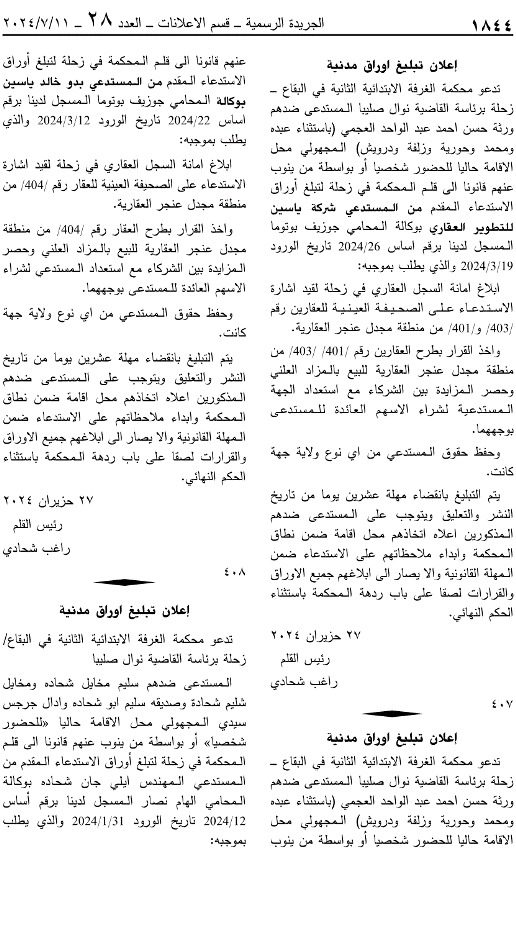 ١٨٤٤
الجريدة الرسمية ـ قسم الاعلانات ـ العدد ٢٨ ـ ٢٠٢٤/٧/١١
إعلان تبليغ اوراق مدنية
تدعو محكمة الغرفة الابتدائية الثانية في البقاع ـ
زحلة برئاسة القاضية نوال صليبا المستدعى ضدهم
ورثة حسن احمد عبد الواحد العجمي (باستثناء عبده
ومحمد وحورية وزلفة ودرويش) المجهولي محل
الاقامة حاليا للحضور شخصيا أو بواسطة من ينوب
عنهم قانونا الى قلم المحكمة في زحلة لتبلغ أوراق
الاستدعاء المقدم من المستدعي شركة ياسين
للتطوير العقاري بوكالة المحامي جوزيف بوتوما
المسجل لدينا برقم اساس 2024/26 تاريخ الورود
2024/3/19 والذي يطلب بموجبه:
ابلاغ امانة السجل العقاري في زحلة لقيد اشارة
الاستدعاء على الصحيفة العينية للعقارين رقم
/403/ و/401/ من منطقة مجدل عنجر العقارية.
واخذ القرار بطرح العقارين رقم /401/ /403/ من
منطقة مجدل عنجر العقارية للبيع بالمزاد العلني
وحصر المزايدة بين الشركاء مع استعداد الجهة
المستدعية لشراء الاسهم العائدة للمستدعى
بوجههما.
وحفظ حقوق المستدعي من اي نوع ولاية جهة
كانت.
يتم التبليغ بانقضاء مهلة عشرين يوما من تاريخ
النشر والتعليق ويتوجب على المستدعى ضدهم
المذكورين اعلاه اتخاذهم محل اقامة ضمن نطاق
المحكمة وابداء ملاحظاتهم على الاستدعاء ضمن
المهلة القانونية والا يصار الى ابلاغهم جميع الاوراق
والقرارات لصقا على باب ردهة المحكمة باستثناء
الحكم النهائي.
٢٧ حزيران ٢٠٢٤
رئيس القلم
راغب شحادي
٤٠٧
إعلان تبليغ اوراق مدنية
تدعو محكمة الغرفة الابتدائية الثانية في البقاع ـ
زحلة برئاسة القاضية نوال صليبا المستدعى ضدهم
ورثة حسن احمد عبد الواحد العجمي (باستثناء عبده
ومحمد وحورية وزلفة ودرويش) المجهولي محل
الاقامة حاليا للحضور شخصيا أو بواسطة من ينوب
عنهم قانونا الى قلم المحكمة في زحلة لتبلغ أوراق
الاستدعاء المقدم من المستدعي بدو خالد ياسين
بوكالة المحامي جوزيف بوتوما المسجل لدينا برقم
اساس 2024/22 تاريخ الورود 2024/3/12 والذي
يطلب بموجبه:
ابلاغ امانة السجل العقاري في زحلة لقيد اشارة
الاستدعاء على الصحيفة العينية للعقار رقم /404/ من
منطقة مجدل عنجر العقارية.
واخذ القرار بطرح العقار رقم /404/ من منطقة
مجدل عنجر العقارية للبيع بالمزاد العلني وحصر
المزايدة بين الشركاء مع استعداد المستدعي لشراء
الاسهم العائدة للمستدعى بوجههما.
وحفظ حقوق المستدعي من اي نوع ولاية جهة
كانت.
يتم التبليغ بانقضاء مهلة عشرين يوما من تاريخ
النشر والتعليق ويتوجب على المستدعى ضدهم
المذكورين اعلاه اتخاذهم محل اقامة ضمن نطاق
المحكمة وابداء ملاحظاتهم على الاستدعاء ضمن
المهلة القانونية والا يصار الى ابلاغهم جميع الاوراق
والقرارات لصقا على باب ردهة المحكمة باستثناء
الحكم النهائي.
٢٧ حزيران ٢٠٢٤
رئيس القلم
راغب شحادي
٤٠٨
إعلان تبليغ اوراق مدنية
تدعو محكمة الغرفة الابتدائية الثانية في البقاع/
زحلة برئاسة القاضية نوال صليبا
المستدعى ضدهم سليم مخايل شحاده ومخايل
شليم شحادة وصديقه سليم ابو شحاده وادال جرجس
سيدي المجهولي محل الاقامة حاليا «للحضور
شخصيا» أو بواسطة من ينوب عنهم قانونا الى قلم
المحكمة في زحلة لتبلغ أوراق الاستدعاء المقدم من
المستدعي المهندس ايلي جان شحاده بوكالة
المحامي الهام نصار المسجل لدينا برقم أساس
2024/12 تاريخ الورود 2024/1/31 والذي يطلب
بموجبه: